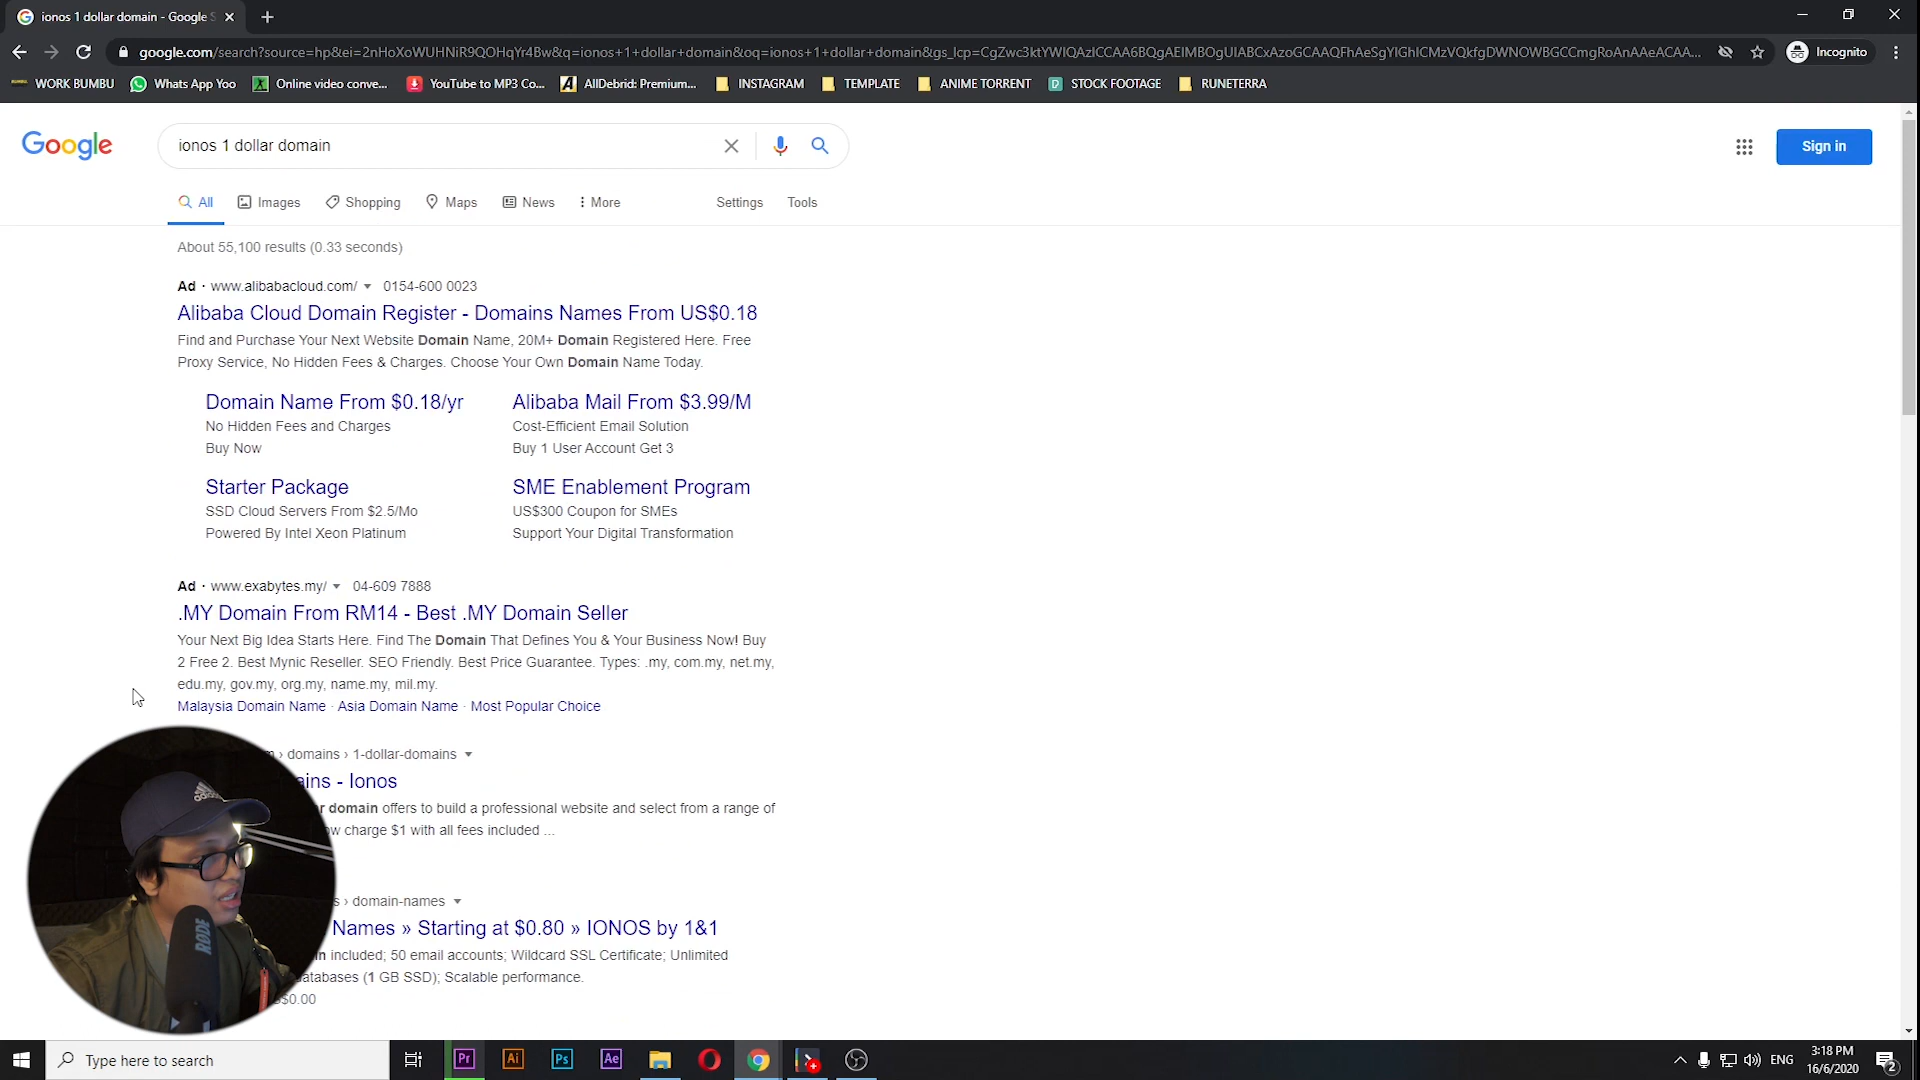 ionos 1 dollar domain - Google S
google.com/search?source=hp&ei=2nHoXoWUHNiR9QOHqYr4Bw&q=ionos+1+dollar+domain&oq=ionos+1+dollar+domain&gs_lcp=
Incognito
WORK BUMBU
Whats App Yoo
Online video conve...
YouTube to MP3 Co...
AllDebrid: Premium...
INSTAGRAM
TEMPLATE
ANIME TORRENT
STOCK FOOTAGE
RUNETERRA
Google
ionos 1 dollar domain
Sign in
All
Images
Shopping
Maps
News
More
Settings
Tools
About 55,100 results (0.33 seconds)
Ad · www.alibabacloud.com/ 0154-600 0023
Alibaba Cloud Domain Register - Domains Names From US$0.18
Find and Purchase Your Next Website Domain Name, 20M+ Domain Registered Here. Free
Proxy Service, No Hidden Fees & Charges. Choose Your Own Domain Name Today.
Domain Name From $0.18/yr
No Hidden Fees and Charges
Buy Now
Alibaba Mail From $3.99/M
Cost-Efficient Email Solution
Buy 1 User Account Get 3
Starter Package
SSD Cloud Servers From $2.5/Mo
Powered By Intel Xeon Platinum
SME Enablement Program
US$300 Coupon for SMEs
Support Your Digital Transformation
Ad · www.exabytes.my/ 04-609 7888
.MY Domain From RM14 - Best .MY Domain Seller
Your Next Big Idea Starts Here. Find The Domain That Defines You & Your Business Now! Buy
2 Free 2. Best Mynic Reseller. SEO Friendly. Best Price Guarantee. Types: .my, com.my, net.my,
edu.my, gov.my, org.my, name.my, mil.my.
Malaysia Domain Name · Asia Domain Name · Most Popular Choice
› domains › 1-dollar-domains
ains - Ionos
domain offers to build a professional website and select from a range of
charge $1 with all fees included ...
› domain-names
Names » Starting at $0.80 » IONOS by 1&1
included; 50 email accounts; Wildcard SSL Certificate; Unlimited
atabases (1 GB SSD); Scalable performance.
$0.00
adidas
RODE
Type here to search
Pr
Ai
Ps
Ae
ENG
3:18 PM
16/6/2020
2